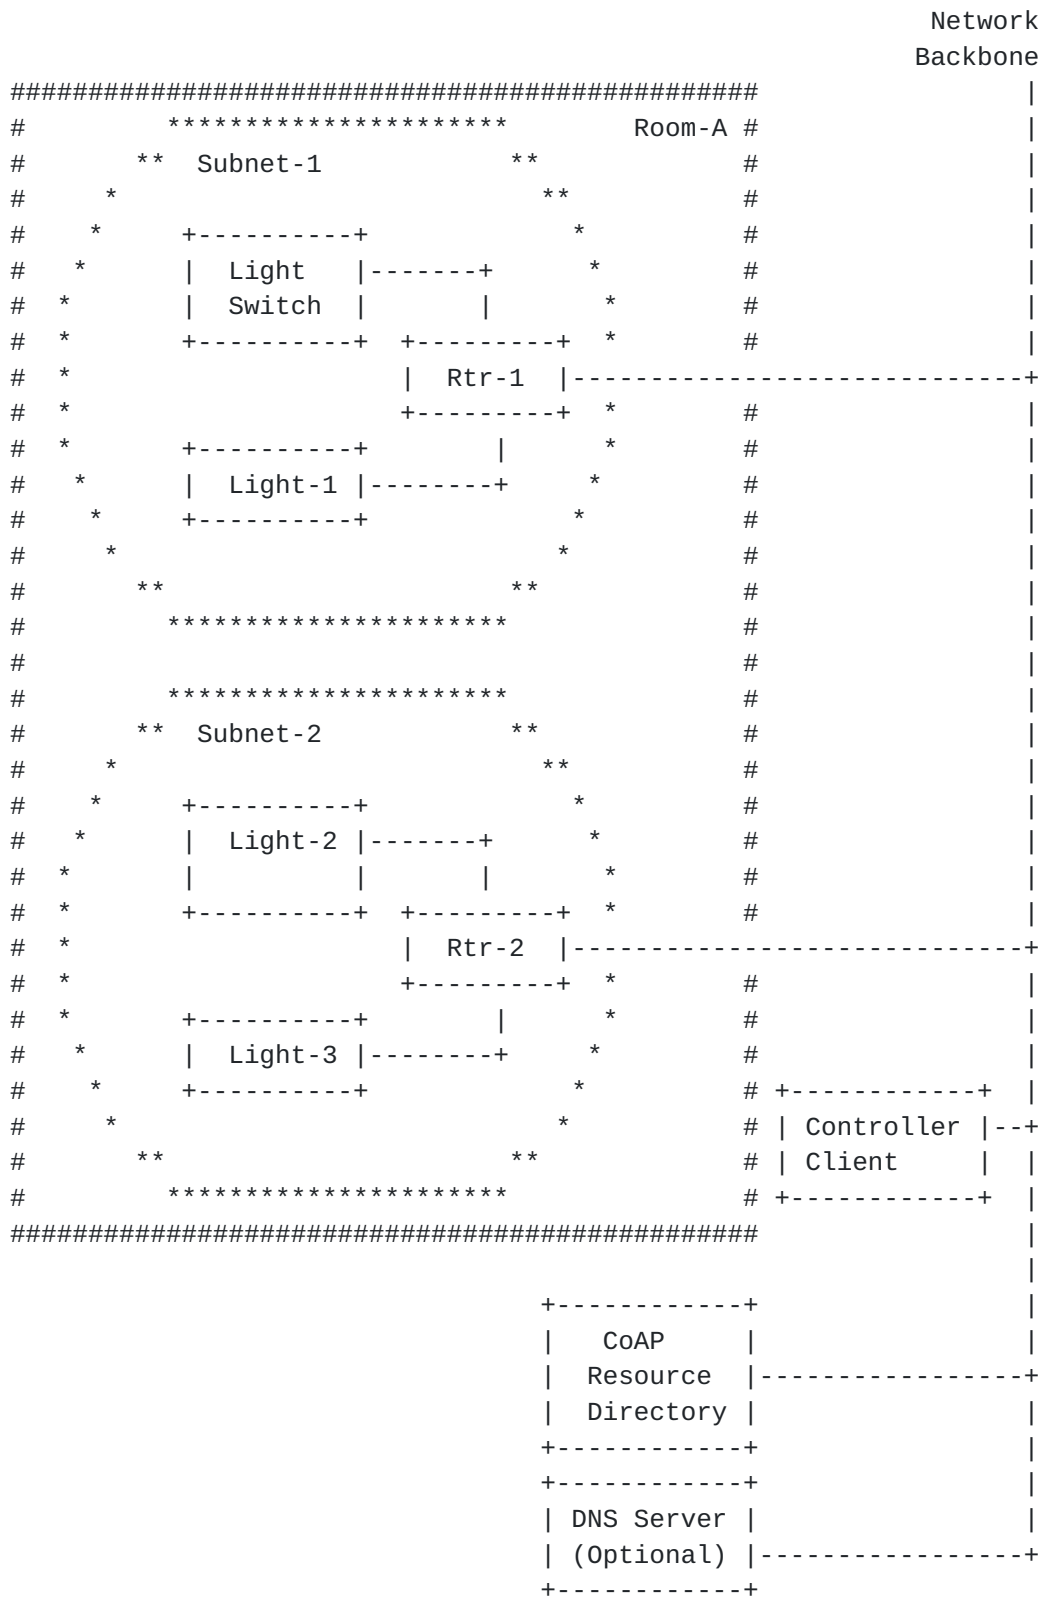 Network
Backbone
Room-A
Subnet-1
Light
Switch
Rtr-1
Light-1
Subnet-2
Light-2
Rtr-2
Light-3
Controller
Client
CoAP
Resource
Directory
DNS Server
(Optional)